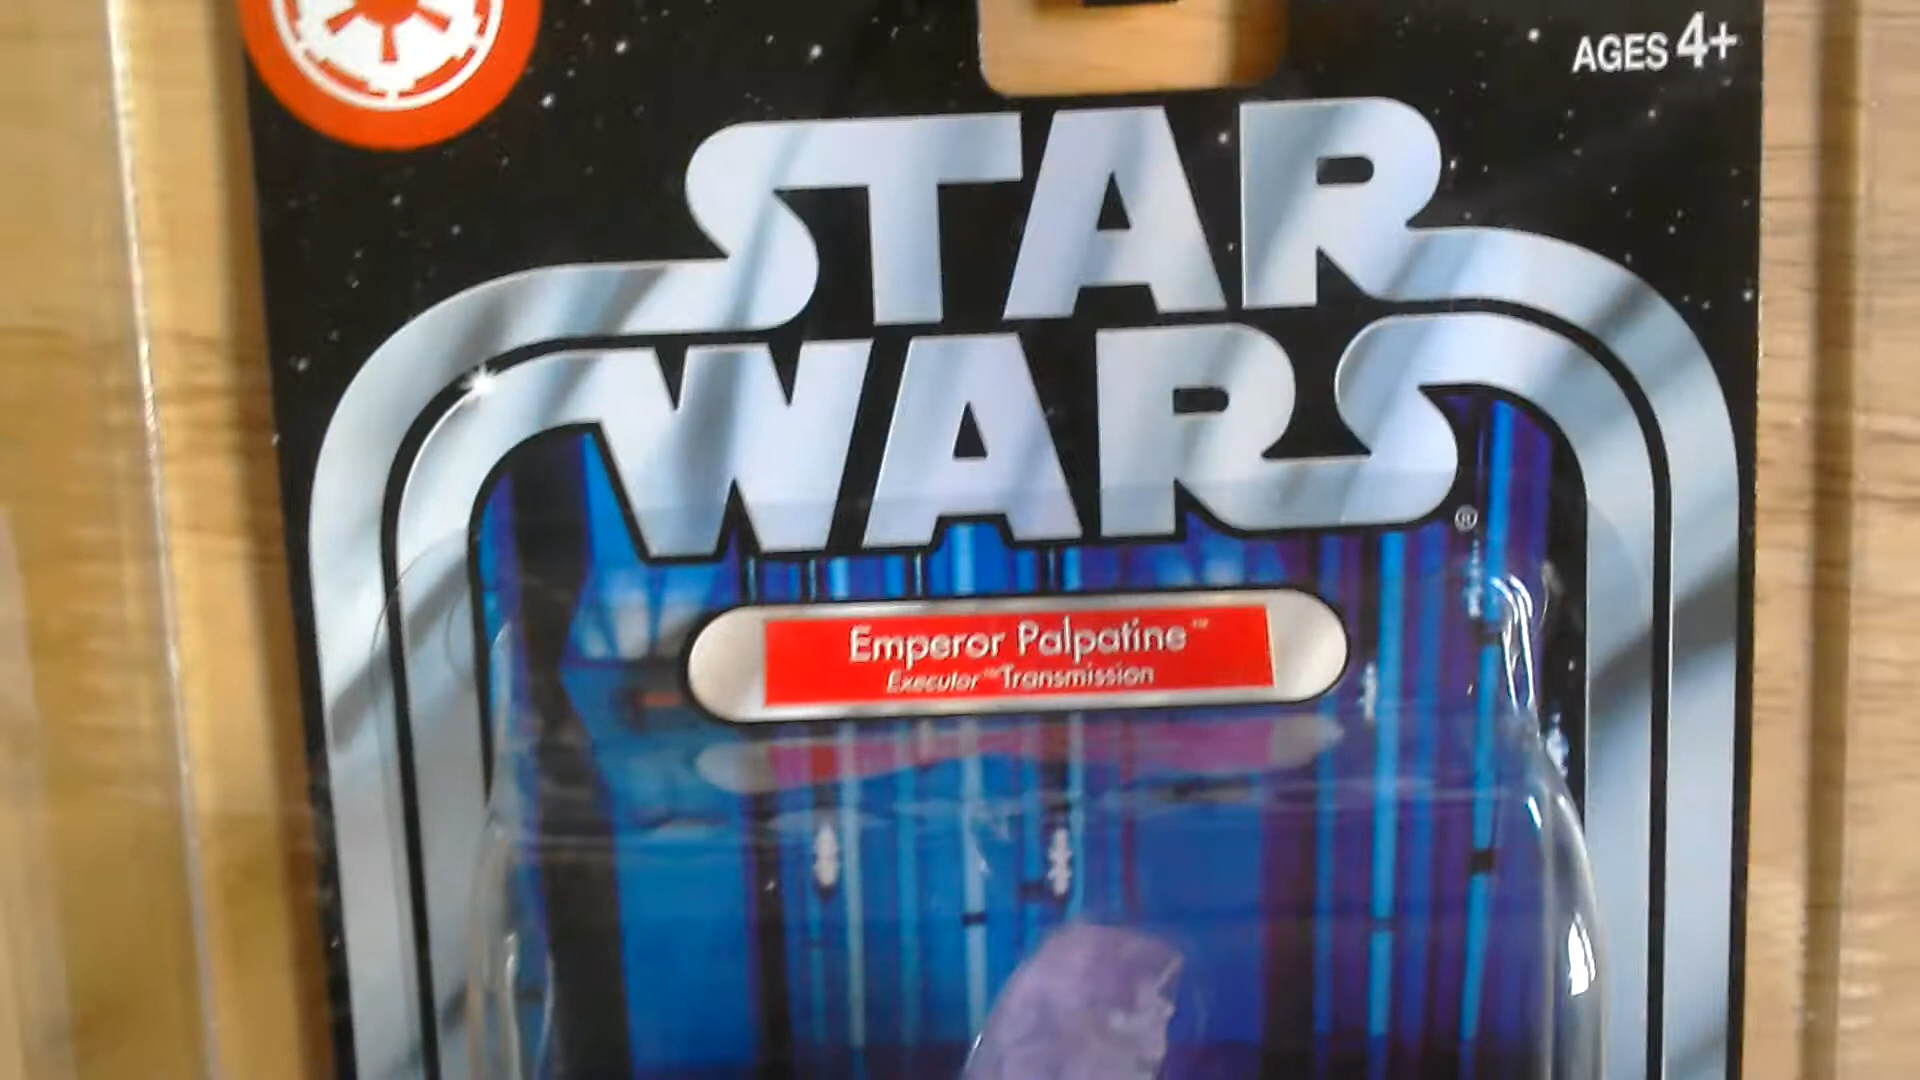 AGES 4+
STAR
WARS®
Emperor Palpatine™
Executor™ Transmission